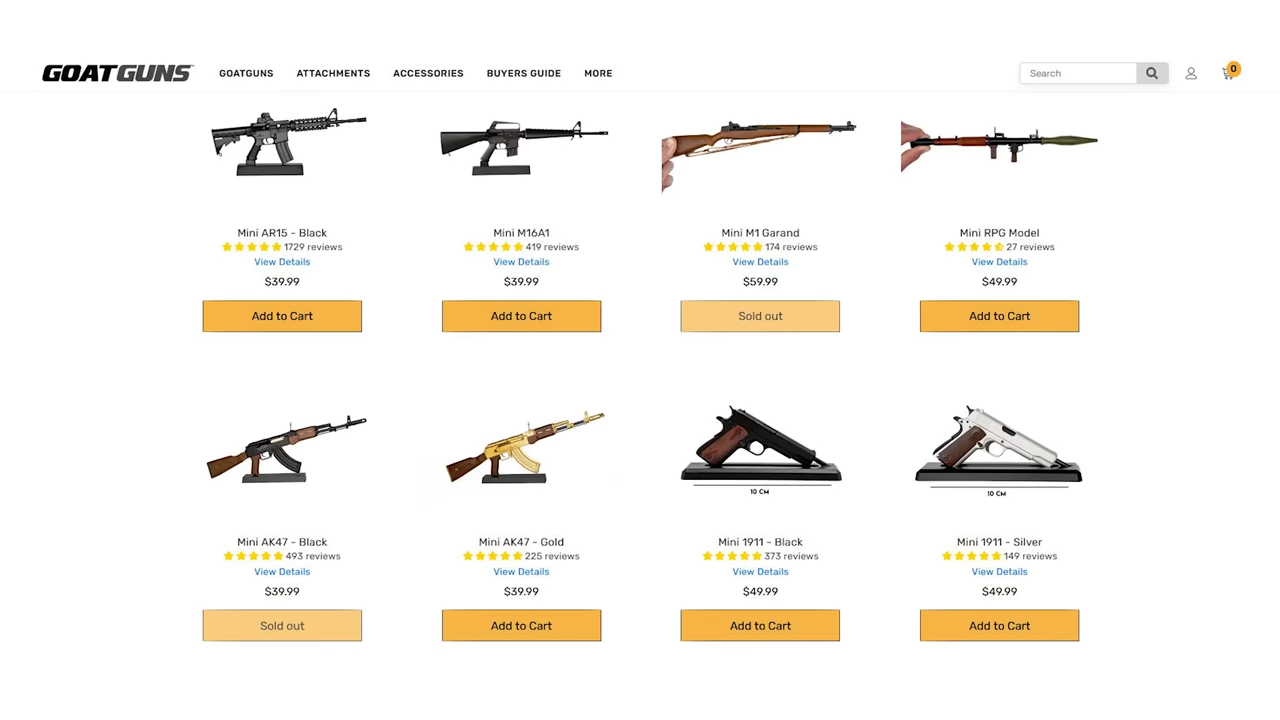 GOATGUNS
GOATGUNS ATTACHMENTS ACCESSORIES BUYERS GUIDE MORE
Search
0
Mini AR15 - Black
1729 reviews
View Details
$39.99
Add to Cart
Mini M16A1
419 reviews
View Details
$39.99
Add to Cart
Mini M1 Garand
174 reviews
View Details
$59.99
Sold out
Mini RPG Model
27 reviews
View Details
$49.99
Add to Cart
Mini AK47 - Black
493 reviews
View Details
$39.99
Sold out
Mini AK47 - Gold
225 reviews
View Details
$39.99
Add to Cart
10 CM
Mini 1911 - Black
373 reviews
View Details
$49.99
Add to Cart
10 CM
Mini 1911 - Silver
149 reviews
View Details
$49.99
Add to Cart